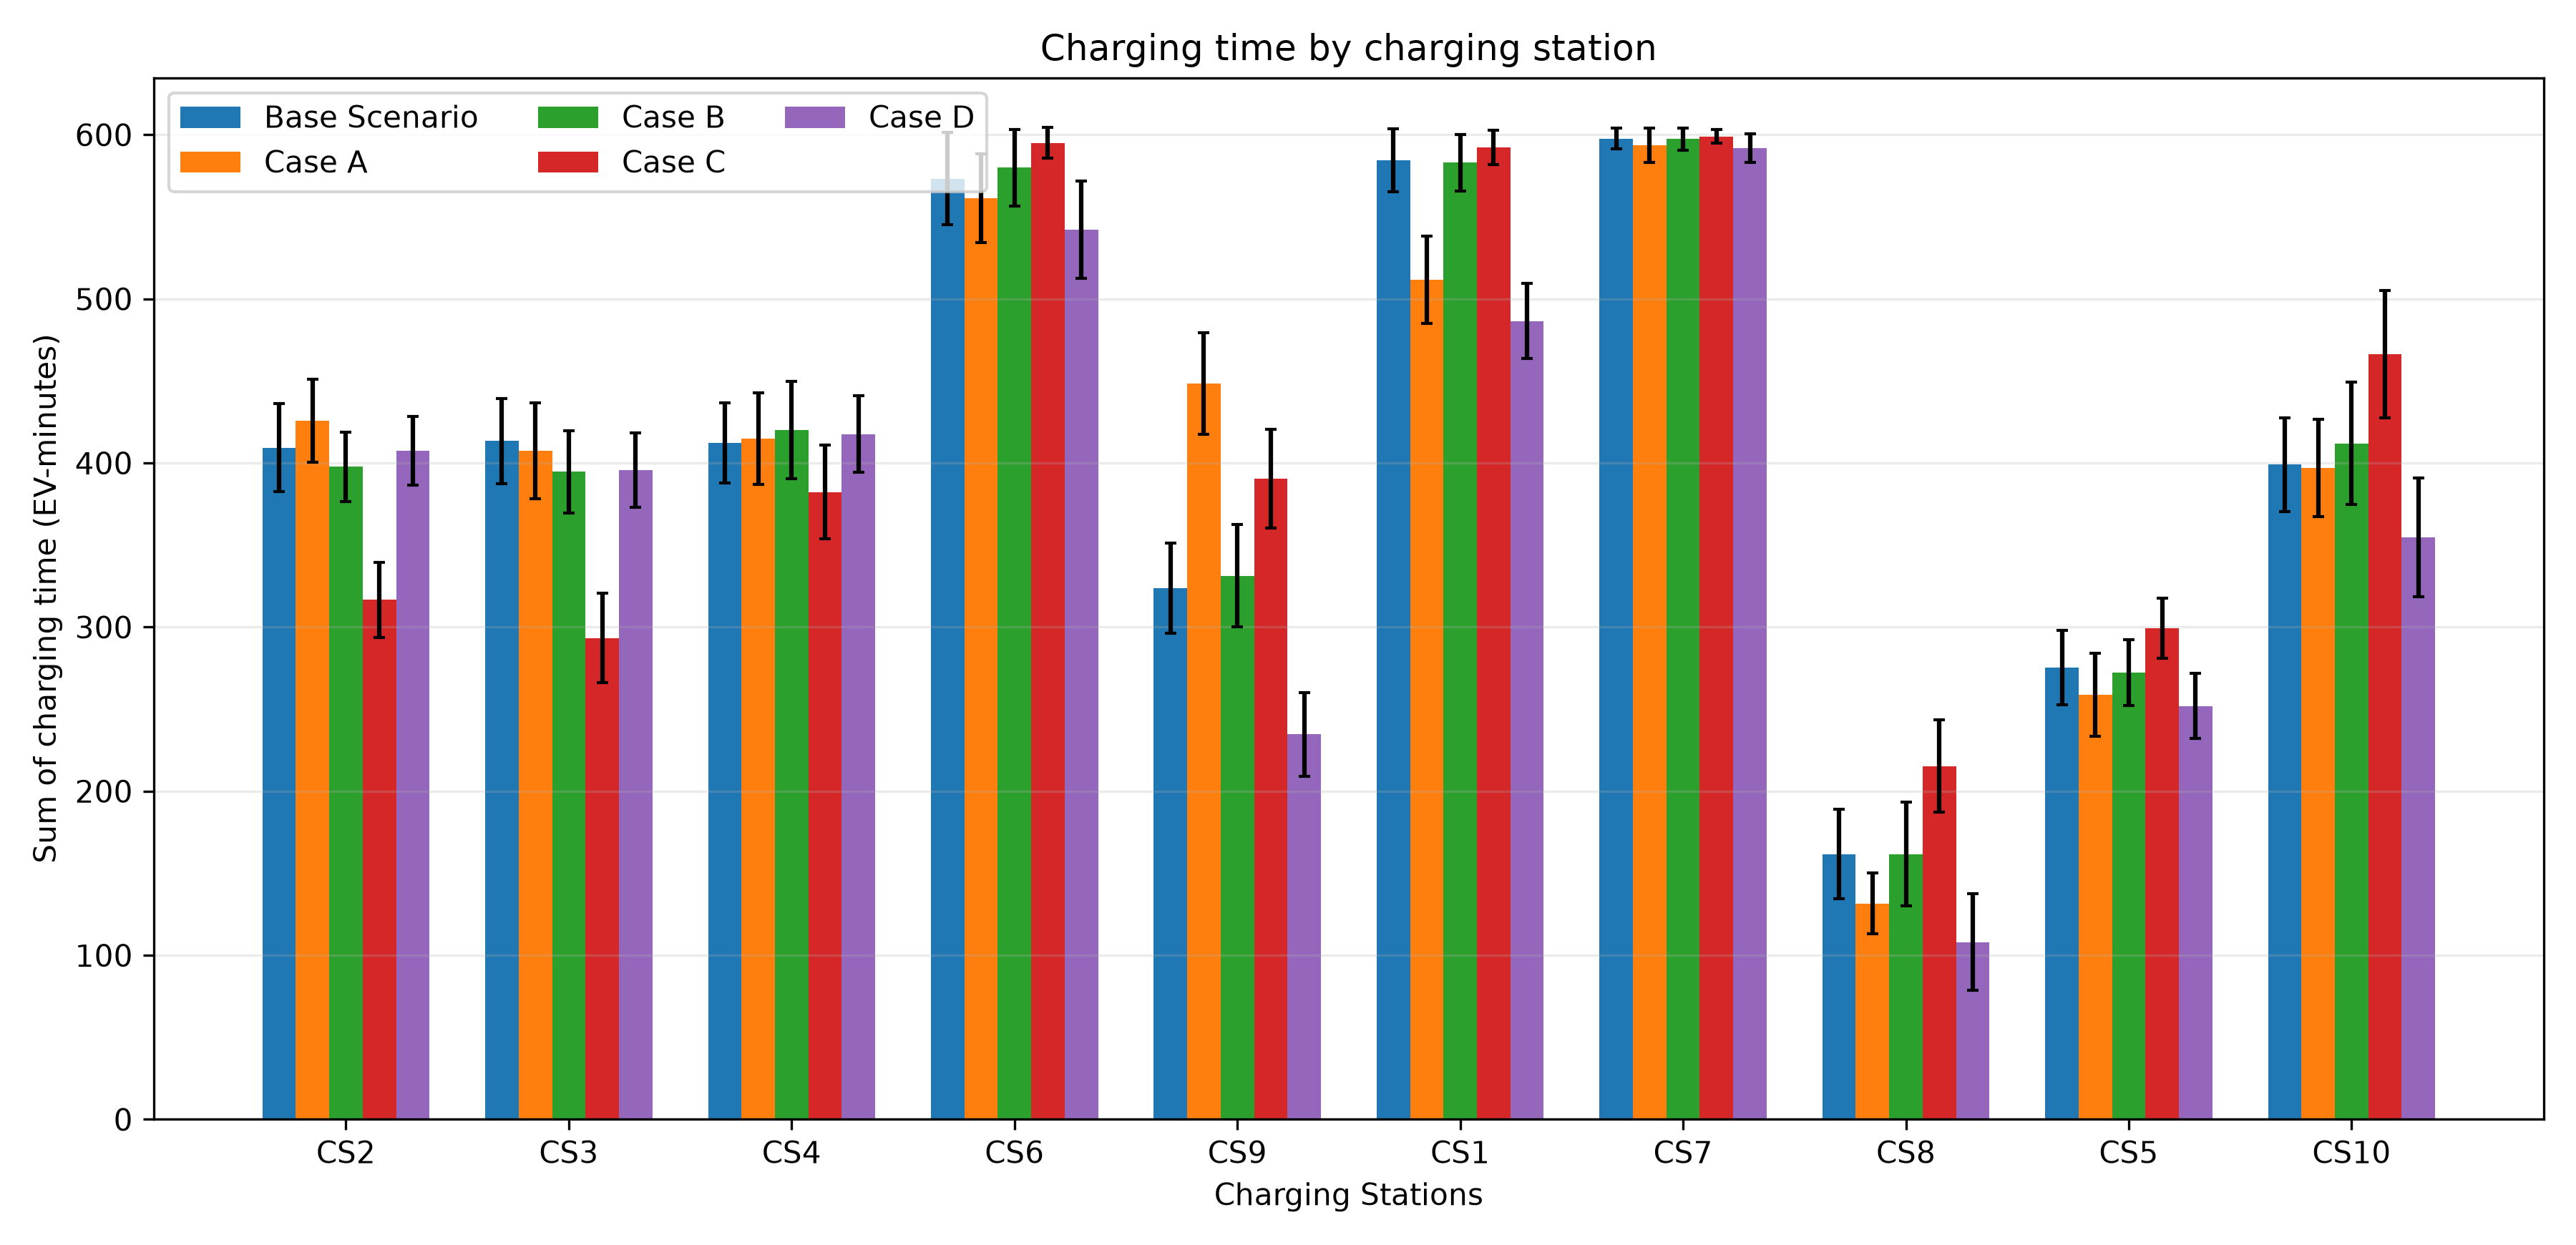 Charging time by charging station
Base Scenario
Case A
Case B
Case C
Case D
Sum of charging time (EV-minutes)
600
500
400
300
200
100
0
CS2 CS3 CS4 CS6 CS9 CS1 CS7 CS8 CS5 CS10
Charging Stations